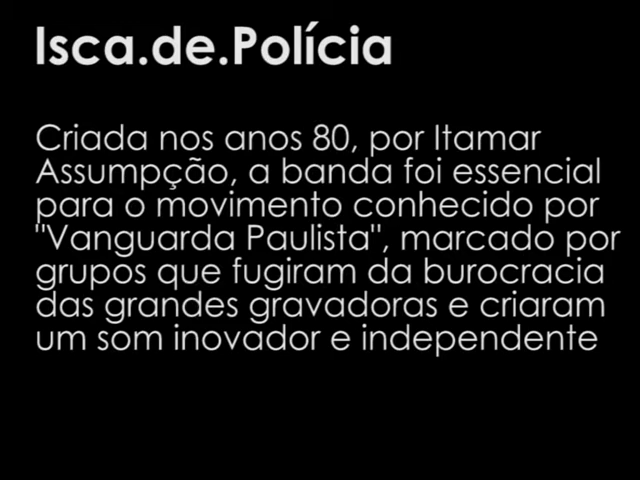 Isca.de.Polícia
Criada nos anos 80, por Itamar
Assumpção, a banda foi essencial
para o movimento conhecido por
"Vanguarda Paulista", marcado por
grupos que fugiram da burocracia
das grandes gravadoras e criaram
um som inovador e independente